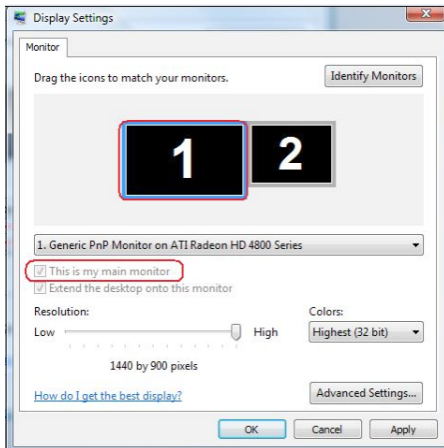 Display Settings
Monitor
Drag the icons to match your monitors.
Identify Monitors
1
2
1. Generic PnP Monitor on ATI Radeon HD 4800 Series
This is my main monitor
Extend the desktop onto this monitor
Resolution:
Colors:
Low
High
Highest (32 bit)
1440 by 900 pixels
How do I get the best display?
Advanced Settings...
OK
Cancel
Apply